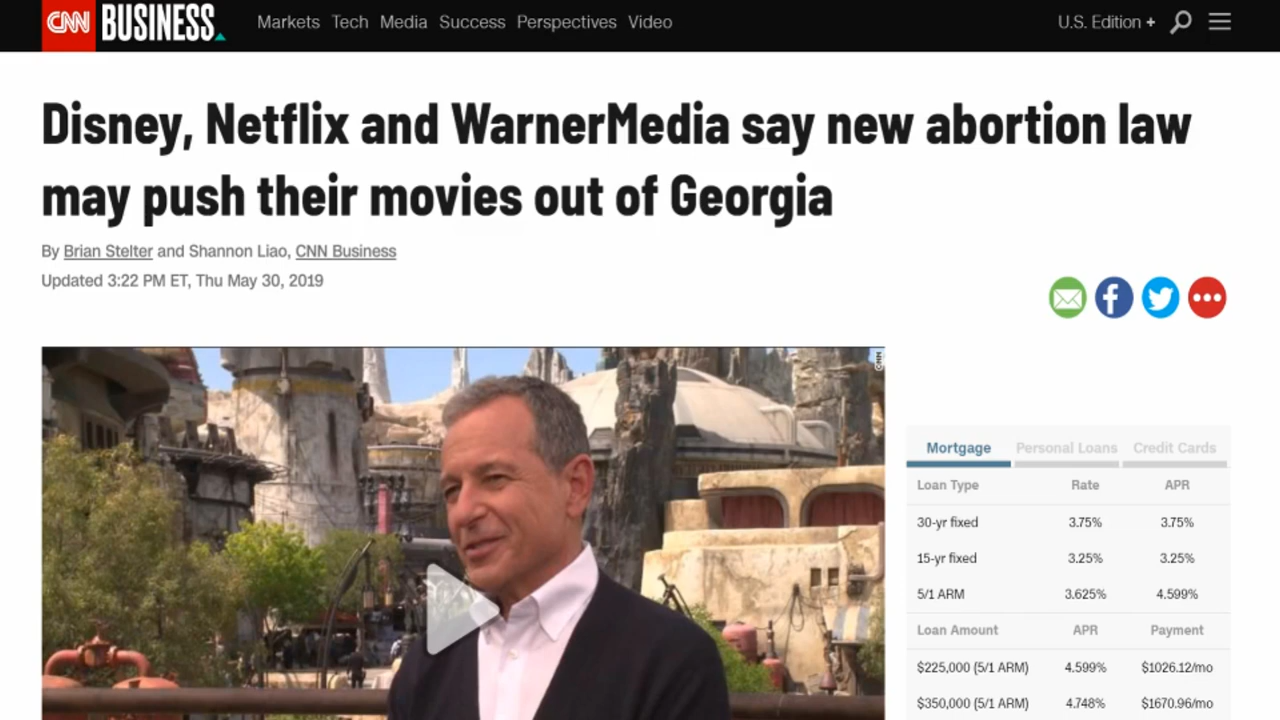 CNN BUSINESS Markets Tech Media Success Perspectives Video U.S. Edition +
Disney, Netflix and WarnerMedia say new abortion law
may push their movies out of Georgia
By Brian Stelter and Shannon Liao, CNN Business
Updated 3:22 PM ET, Thu May 30, 2019
CNN
Mortgage Personal Loans Credit Cards
Loan Type Rate APR
30-yr fixed 3.75% 3.75%
15-yr fixed 3.25% 3.25%
5/1 ARM 3.625% 4.599%
Loan Amount APR Payment
$225,000 (5/1 ARM) 4.599% $1026.12/mo
$350,000 (5/1 ARM) 4.748% $1670.96/mo